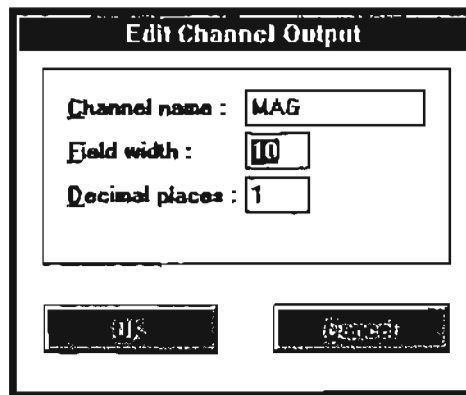 Edit Channel Output
Channel name : MAG
Field width : 10
Decimal places : 1
OK Cancel